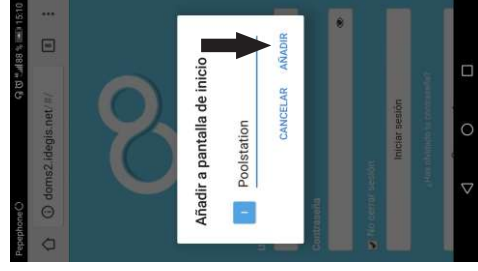 Pepephone
88 % 15:10
doms2.idegis.net/#/
8
Añadir a pantalla de inicio
Poolstation
CANCELAR AÑADIR
Contraseña
No cerrar sesión
Iniciar sesión
¿Has olvidado tu contraseña?